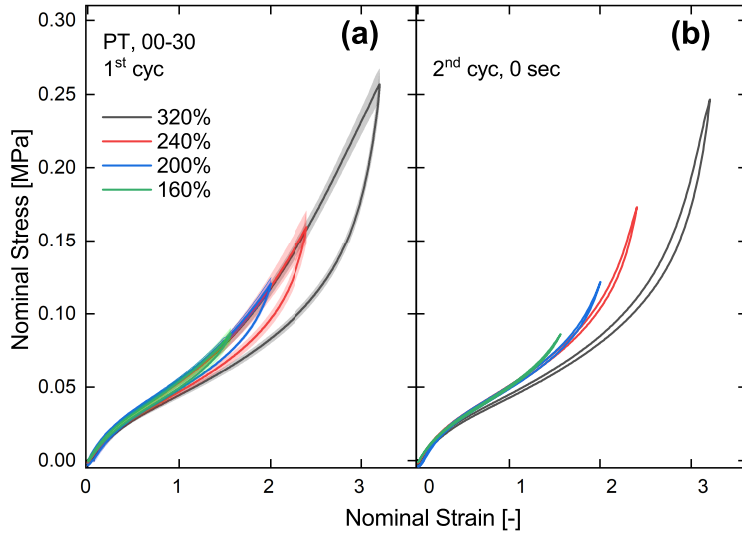 (a)
(b)
PT, 00-30
1st cyc
2nd cyc, 0 sec
320%
240%
200%
160%
0.30
0.25
0.20
0.15
0.10
0.05
0.00
Nominal Stress [MPa]
0 1 2 3 0 1 2 3
Nominal Strain [-]